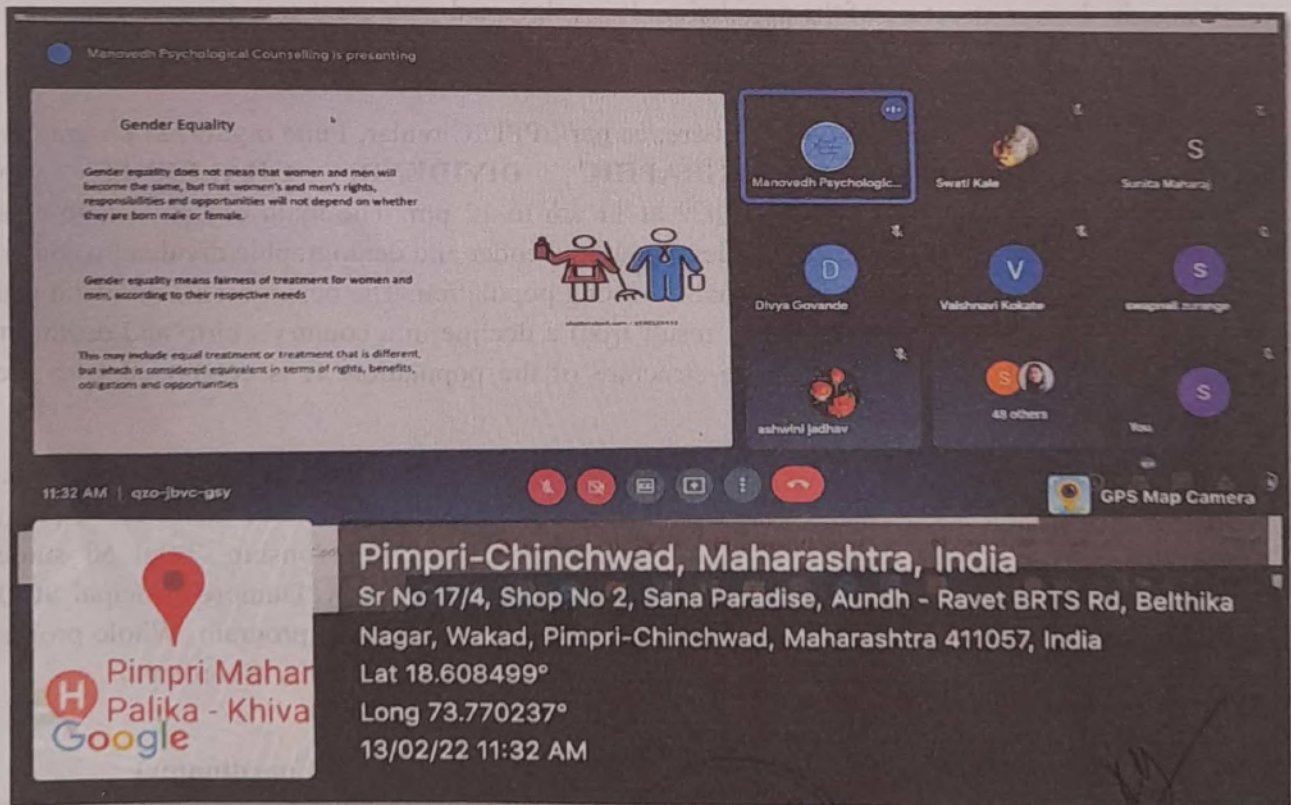 Manovedh Psychological Counselling is presenting
Gender Equality
Gender equality does not mean that women and men will
become the same, but that women's and men's rights,
responsibilities and opportunities will not depend on whether
they are born male or female.
Gender equality means fairness of treatment for women and
men, according to their respective needs
This may include equal treatment or treatment that is different,
but which is considered equivalent in terms of rights, benefits,
obligations and opportunities
Manovedh Psychologic...
Swati Kale
S
Sunita Maharaj
D
Divya Govande
V
Vaishnavi Kokate
S
ashwini jadhav
S
48 others
S
You
11:32 AM | qzo-jbvc-gsy
GPS Map Camera
Pimpri Mahar
H
Palika - Khiva
Google
Pimpri-Chinchwad, Maharashtra, India
Sr No 17/4, Shop No 2, Sana Paradise, Aundh - Ravet BRTS Rd, Belthika
Nagar, Wakad, Pimpri-Chinchwad, Maharashtra 411057, India
Lat 18.608499°
Long 73.770237°
13/02/22 11:32 AM